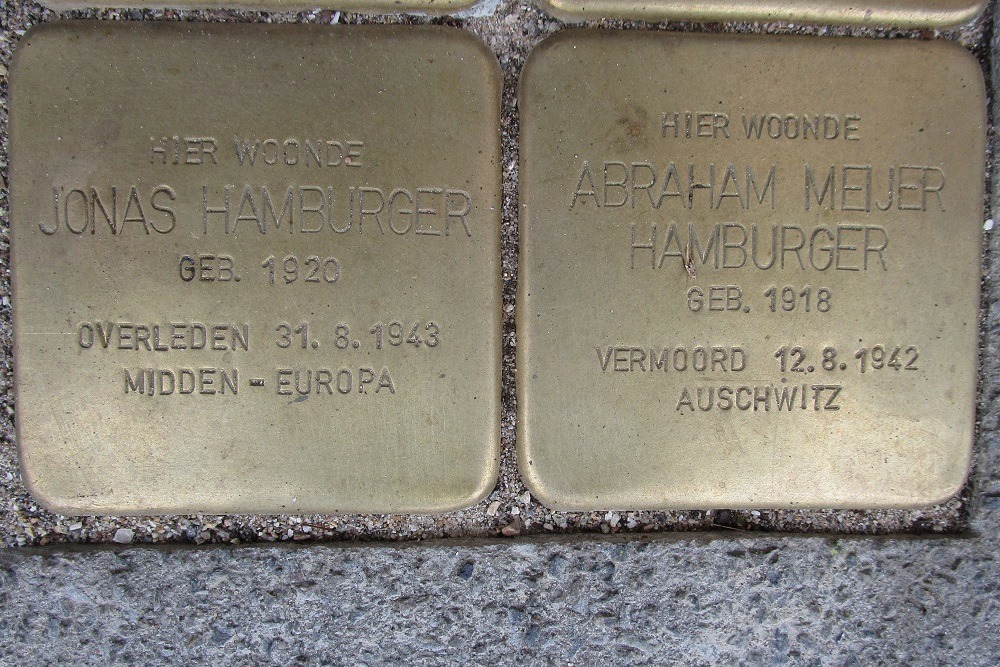 HIER WOONDE
JONAS HAMBURGER
GEB. 1920
OVERLEDEN 31.8.1943
MIDDEN-EUROPA
HIER WOONDE
ABRAHAM MEIJER
HAMBURGER
GEB. 1918
VERMOORD 12.8.1942
AUSCHWITZ